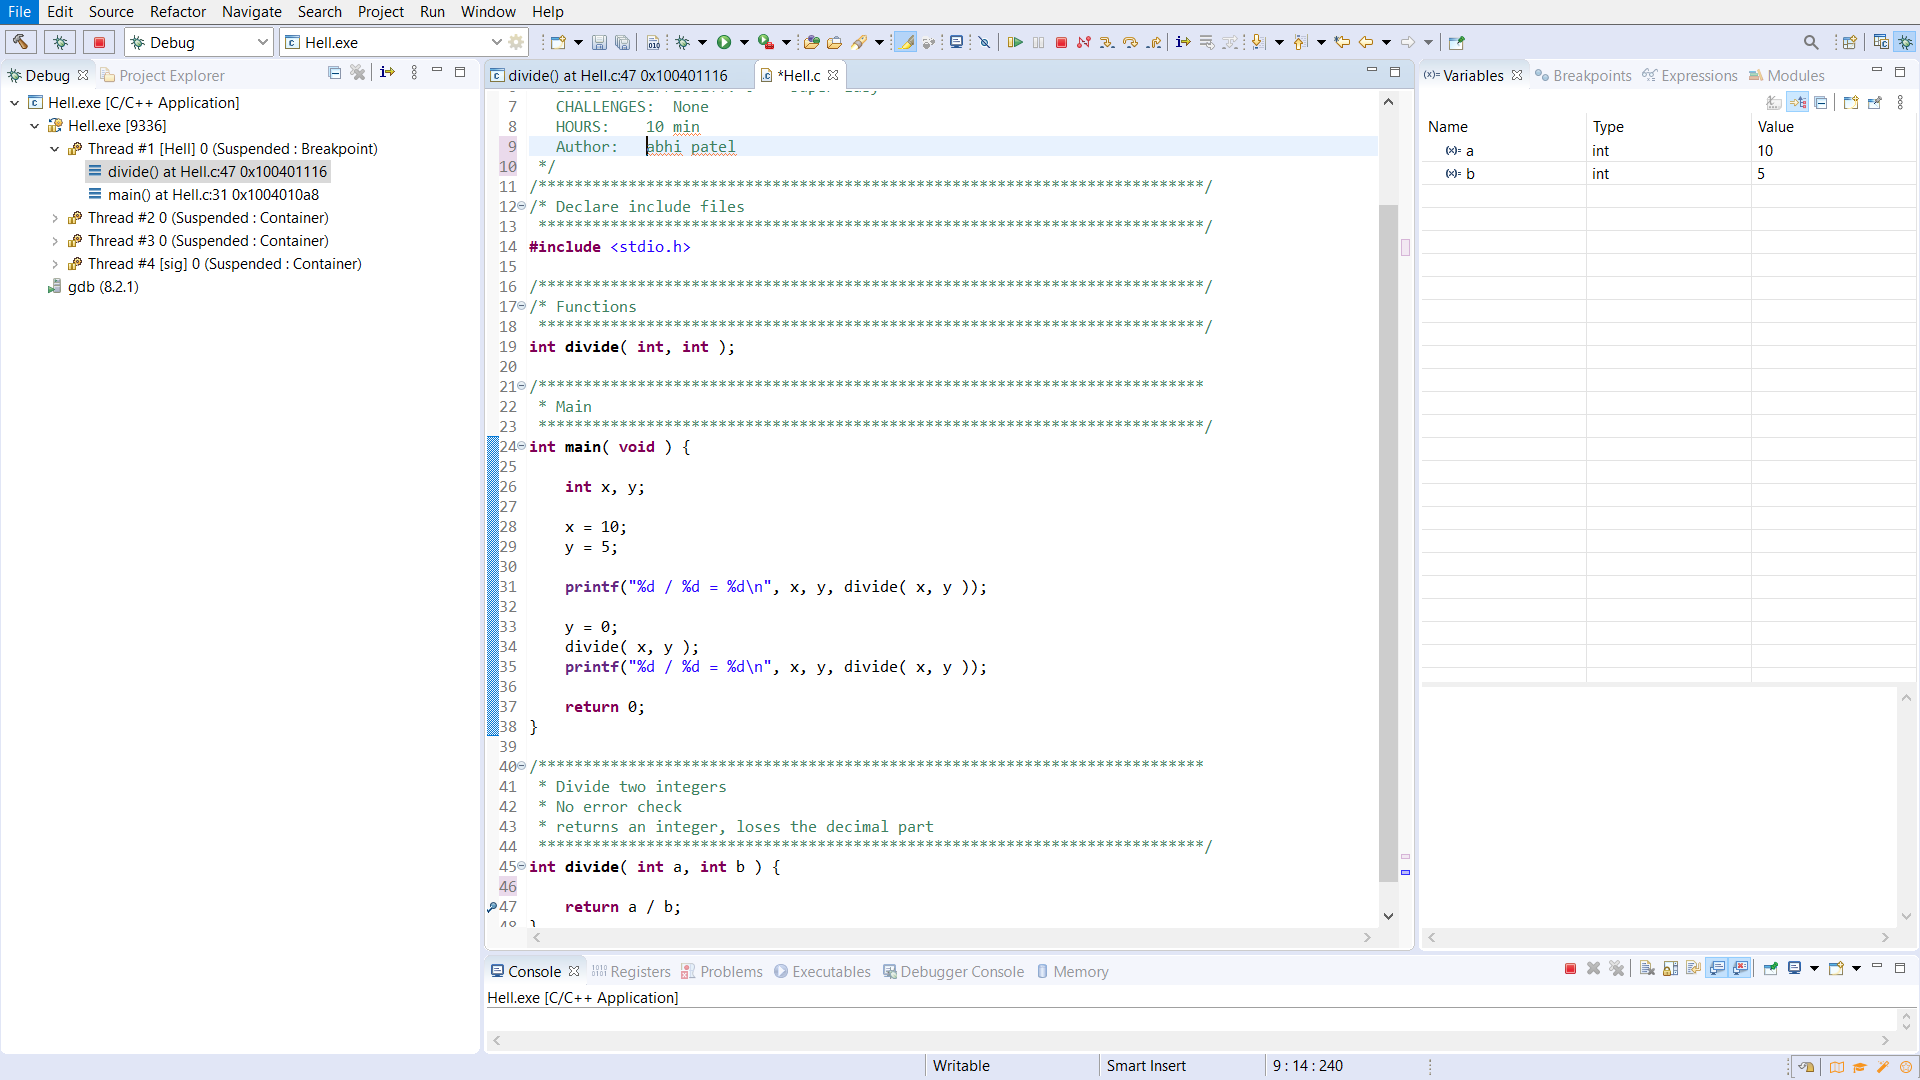 File Edit Source Refactor Navigate Search Project Run Window Help
Debug Hell.exe
Debug Project Explorer
Hell.exe [C/C++ Application]
Hell.exe [9336]
Thread #1 [Hell] 0 (Suspended : Breakpoint)
divide() at Hell.c:47 0x100401116
main() at Hell.c:31 0x1004010a8
Thread #2 0 (Suspended : Container)
Thread #3 0 (Suspended : Container)
Thread #4 [sig] 0 (Suspended : Container)
gdb (8.2.1)
divide() at Hell.c:47 0x100401116 *Hell.c
7 CHALLENGES: None
8 HOURS: 10 min
9 Author: abhi patel
10 */
11 /**************************************************************************/
12 /* Declare include files
13 **************************************************************************/
14 #include <stdio.h>
15
16 /**************************************************************************/
17 /* Functions
18 **************************************************************************/
19 int divide( int, int );
20
21 /**************************************************************************
22 * Main
23 **************************************************************************/
24 int main( void ) {
25
26 int x, y;
27
28 x = 10;
29 y = 5;
30
31 printf("%d / %d = %d\n", x, y, divide( x, y ));
32
33 y = 0;
34 divide( x, y );
35 printf("%d / %d = %d\n", x, y, divide( x, y ));
36
37 return 0;
38 }
39
40 /**************************************************************************
41 * Divide two integers
42 * No error check
43 * returns an integer, loses the decimal part
44 **************************************************************************/
45 int divide( int a, int b ) {
46
47 return a / b;
48 }
(x)= Variables Breakpoints Expressions Modules
Name Type Value
(x)= a int 10
(x)= b int 5
Console Registers Problems Executables Debugger Console Memory
Hell.exe [C/C++ Application]
Writable Smart Insert 9 : 14 : 240